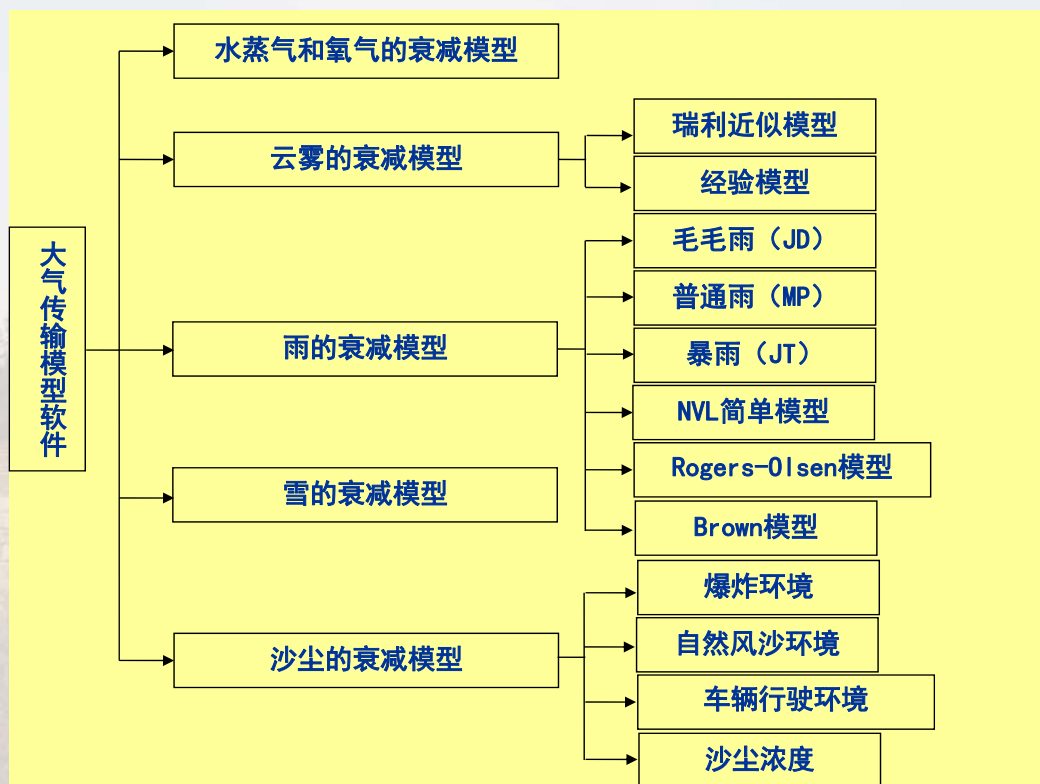 大气传输模型软件
水蒸气和氧气的衰减模型
云雾的衰减模型
瑞利近似模型
经验模型
雨的衰减模型
毛毛雨（JD）
普通雨（MP）
暴雨（JT）
NVL简单模型
Rogers-Olsen模型
Brown模型
雪的衰减模型
沙尘的衰减模型
爆炸环境
自然风沙环境
车辆行驶环境
沙尘浓度